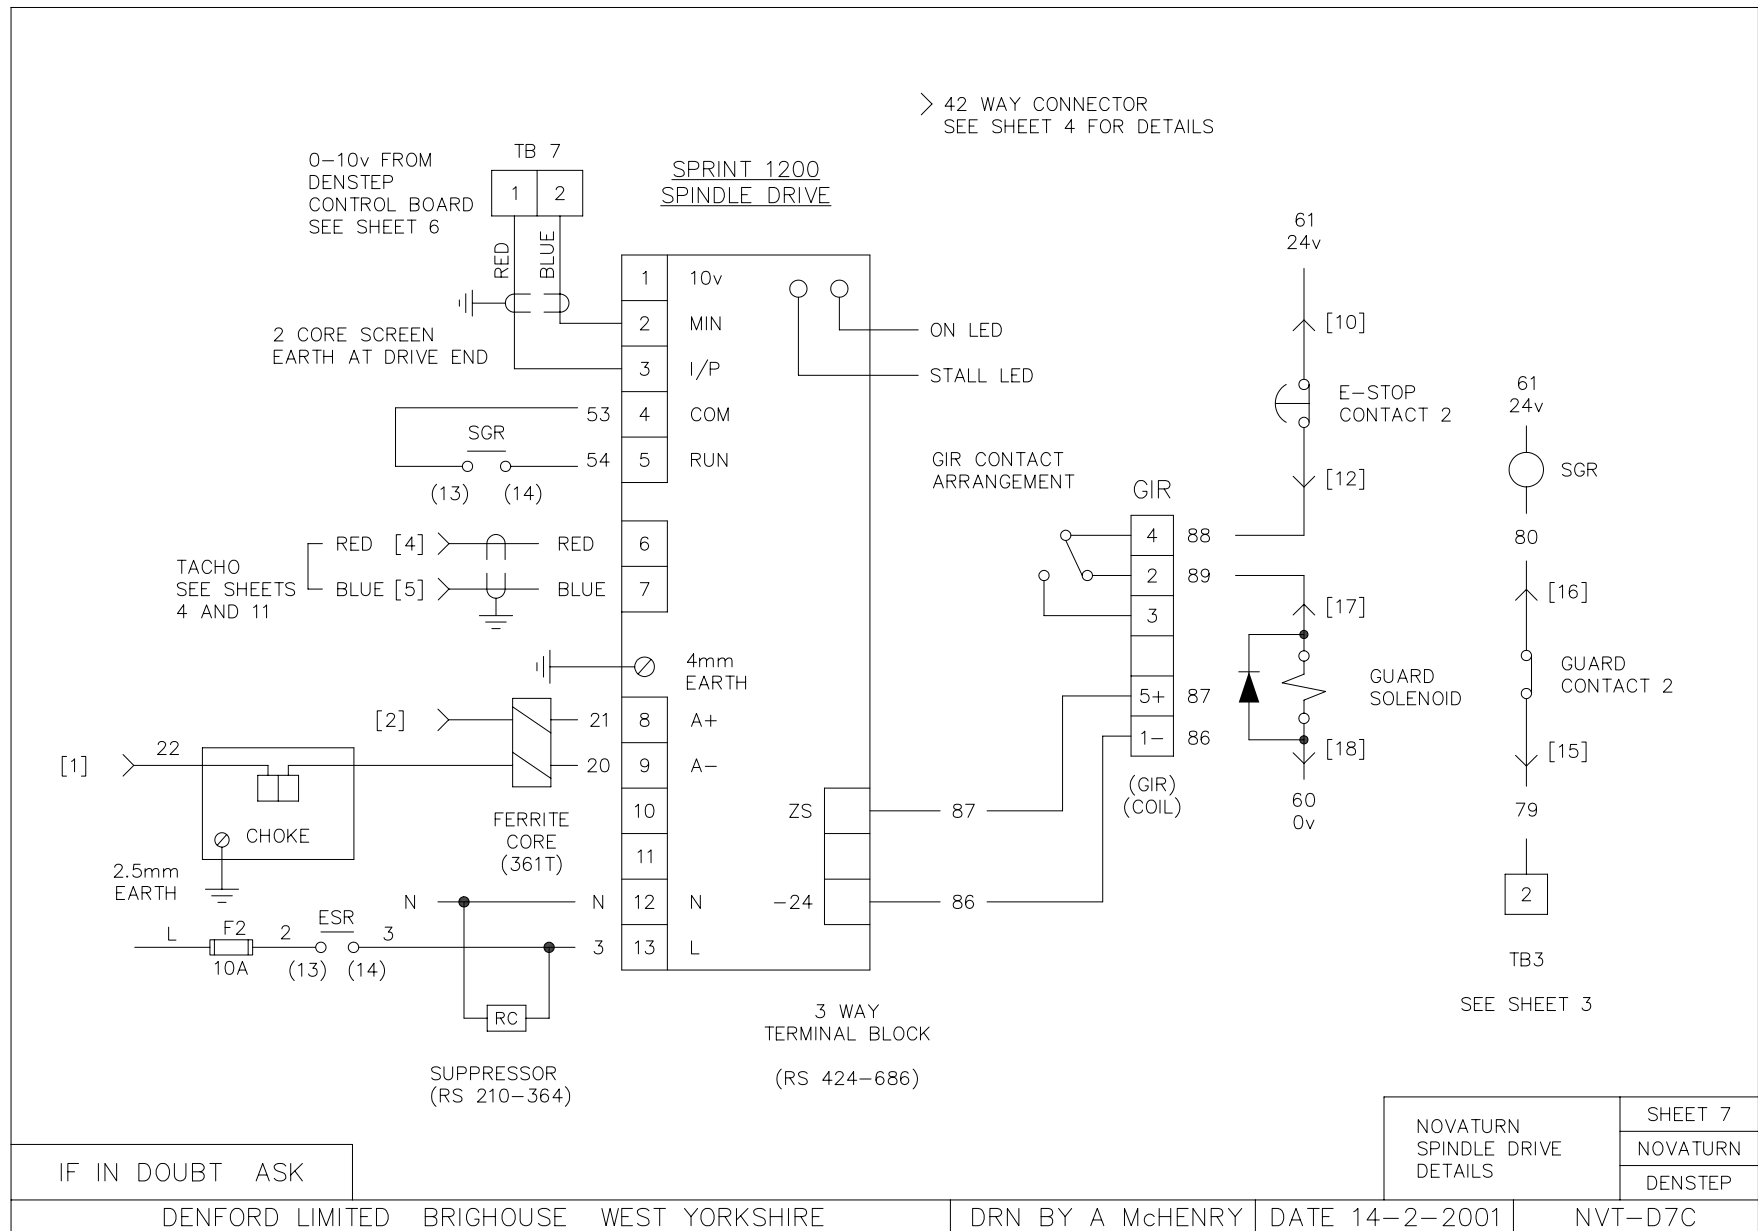 > 42 WAY CONNECTOR
SEE SHEET 4 FOR DETAILS
0-10v FROM
DENSTEP
CONTROL BOARD
SEE SHEET 6
TB 7
1 2
RED
BLUE
SPRINT 1200
SPINDLE DRIVE
2 CORE SCREEN
EARTH AT DRIVE END
1 10v
2 MIN
3 I/P
53 4 COM
SGR
54 5 RUN
(13) (14)
ON LED
STALL LED
TACHO
SEE SHEETS
4 AND 11
RED [4] RED 6
BLUE [5] BLUE 7
4mm
EARTH
[2] 21 8 A+
[1] 22 20 9 A-
CHOKE
2.5mm
EARTH
FERRITE
CORE
(361T)
10
11
N N 12 N
L F2 2 ESR 3 3 13 L
10A (13) (14)
RC
SUPPRESSOR
(RS 210-364)
ZS 87
-24 86
3 WAY
TERMINAL BLOCK
(RS 424-686)
GIR CONTACT
ARRANGEMENT
GIR
4 88
2 89
3
5+ 87
1- 86
(GIR)
(COIL)
61
24v
[10]
E-STOP
CONTACT 2
[12]
[17]
GUARD
SOLENOID
[18]
60
0v
61
24v
SGR
80
[16]
GUARD
CONTACT 2
[15]
79
2
TB3
SEE SHEET 3
IF IN DOUBT ASK
NOVATURN
SPINDLE DRIVE
DETAILS
SHEET 7
NOVATURN
DENSTEP
DENFORD LIMITED BRIGHOUSE WEST YORKSHIRE
DRN BY A McHENRY
DATE 14-2-2001
NVT-D7C